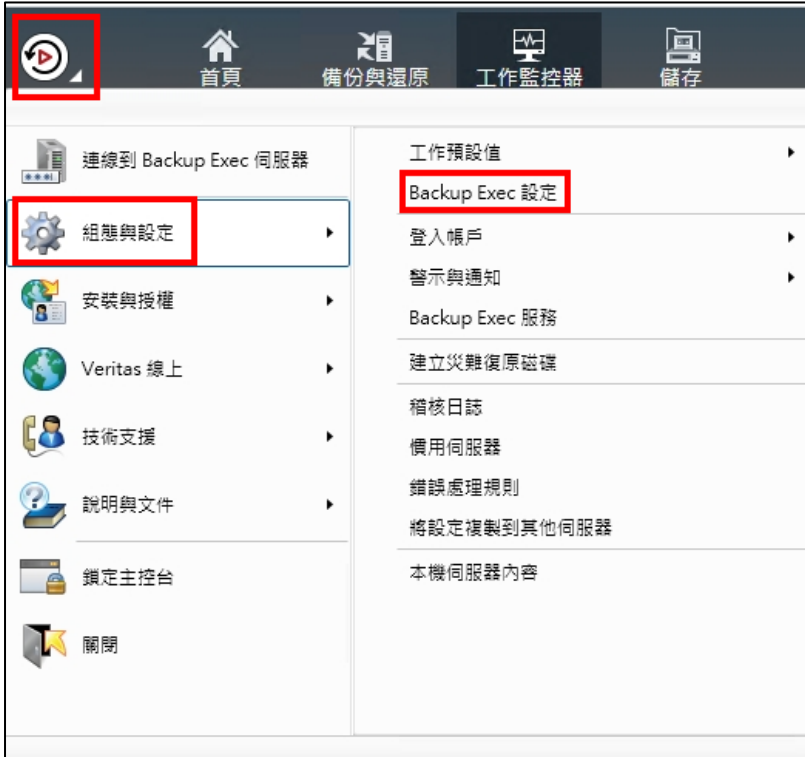 首頁
備份與還原
工作監控器
儲存
連線到 Backup Exec 伺服器
組態與設定
安裝與授權
Veritas 線上
技術支援
說明與文件
鎖定主控台
關閉
工作預設值
Backup Exec 設定
登入帳戶
警示與通知
Backup Exec 服務
建立災難復原磁碟
稽核日誌
慣用伺服器
錯誤處理規則
將設定複製到其他伺服器
本機伺服器內容